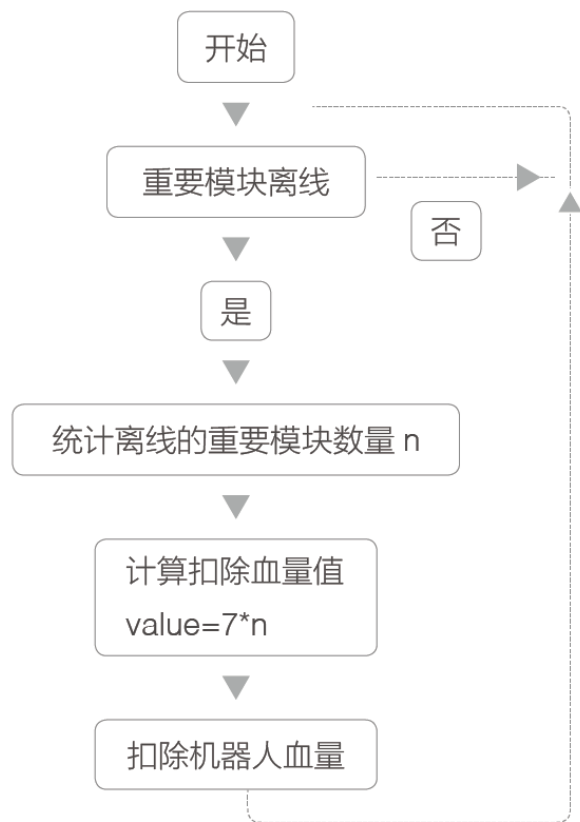 开始
重要模块离线
否
是
统计离线的重要模块数量 n
计算扣除血量值
value=7*n
扣除机器人血量